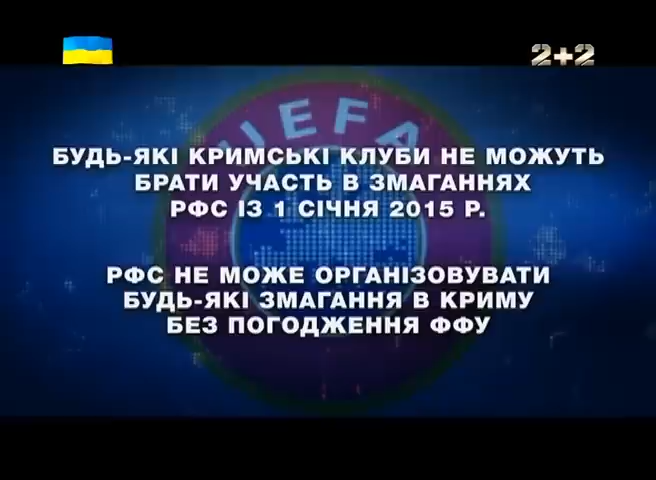 2+2
UEFA
БУДЬ-ЯКІ КРИМСЬКІ КЛУБИ НЕ МОЖУТЬ
БРАТИ УЧАСТЬ В ЗМАГАННЯХ
РФС ІЗ 1 СІЧНЯ 2015 Р.
РФС НЕ МОЖЕ ОРГАНІЗОВУВАТИ
БУДЬ-ЯКІ ЗМАГАННЯ В КРИМУ
БЕЗ ПОГОДЖЕННЯ ФФУ